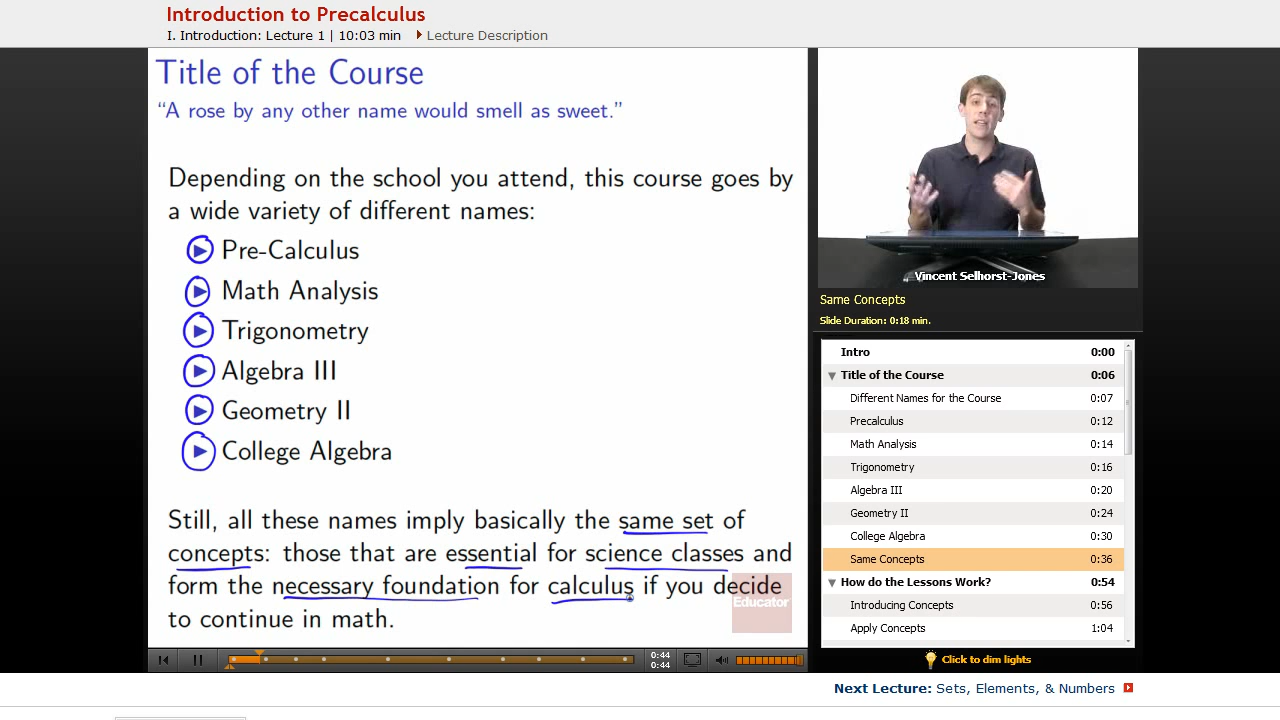 Introduction to Precalculus
I. Introduction: Lecture 1 | 10:03 min Lecture Description
Title of the Course
“A rose by any other name would smell as sweet.”
Depending on the school you attend, this course goes by
a wide variety of different names:
Pre-Calculus
Math Analysis
Trigonometry
Algebra III
Geometry II
College Algebra
Still, all these names imply basically the same set of
concepts: those that are essential for science classes and
form the necessary foundation for calculus if you decide
to continue in math.
Educator
0:44
0:44
Vincent Selhorst-Jones
Same Concepts
Slide Duration: 0:18 min.
Intro 0:00
Title of the Course 0:06
Different Names for the Course 0:07
Precalculus 0:12
Math Analysis 0:14
Trigonometry 0:16
Algebra III 0:20
Geometry II 0:24
College Algebra 0:30
Same Concepts 0:36
How do the Lessons Work? 0:54
Introducing Concepts 0:56
Apply Concepts 1:04
Click to dim lights
Next Lecture: Sets, Elements, & Numbers